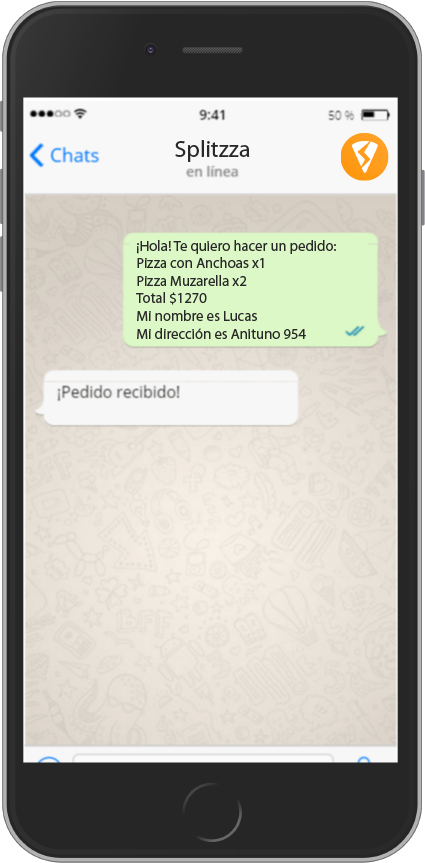 9:41
50 %
Chats
Splitzza
en línea
¡Hola! Te quiero hacer un pedido:
Pizza con Anchoas x1
Pizza Muzarella x2
Total $1270
Mi nombre es Lucas
Mi dirección es Anituno 954
¡Pedido recibido!